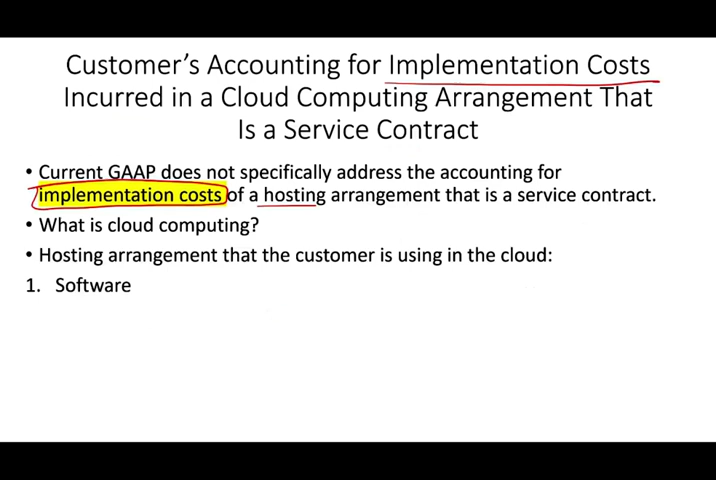 Customer's Accounting for Implementation Costs
Incurred in a Cloud Computing Arrangement That
Is a Service Contract
• Current GAAP does not specifically address the accounting for
implementation costs of a hosting arrangement that is a service contract.
• What is cloud computing?
• Hosting arrangement that the customer is using in the cloud:
1. Software